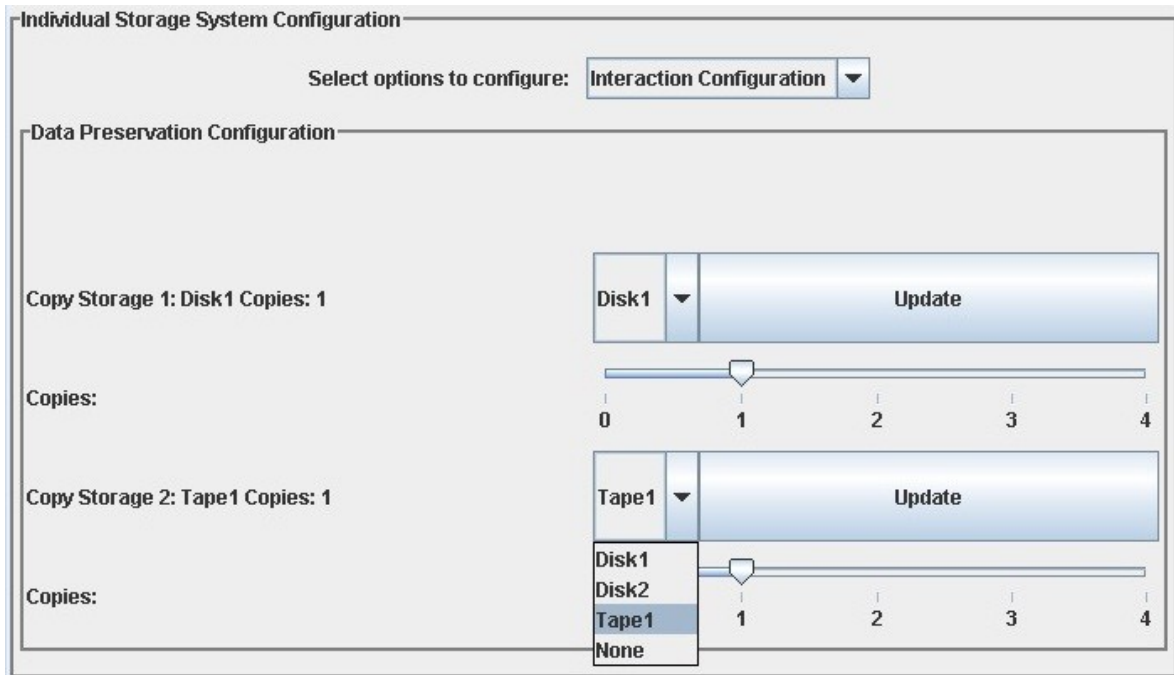 Individual Storage System Configuration
Select options to configure: Interaction Configuration
Data Preservation Configuration
Copy Storage 1: Disk1 Copies: 1 Disk1 Update
Copies:
0 1 2 3 4
Copy Storage 2: Tape1 Copies: 1 Tape1 Update
Disk1
Disk2
Copies:
Tape1 1 2 3 4
None